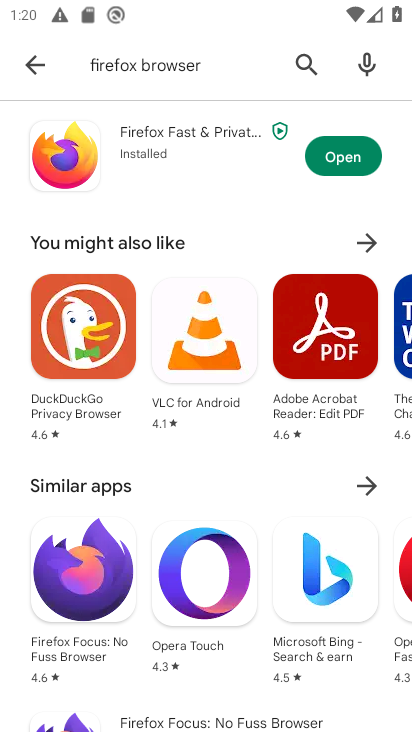 1:20
firefox browser
Firefox Fast & Privat...
Installed
Open
You might also like
PDF
DuckDuckGo
Privacy Browser
4.6★
VLC for Android
4.1★
Adobe Acrobat
Reader: Edit PDF
4.6★
4.6
Similar apps
Firefox Focus: No
Fuss Browser
4.6★
Opera Touch
4.3★
Microsoft Bing -
Search & earn
4.5★
4.3
Firefox Focus: No Fuss Browser